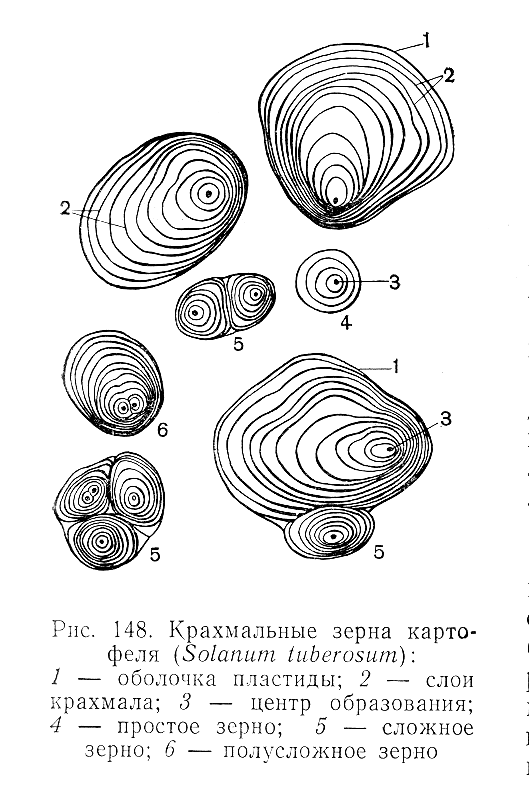 1
2
2
3
4
5
1
6
3
5
5
Рис. 148. Крахмальные зерна карто-
феля (Solanum tuberosum):
1 — оболочка пластиды; 2 — слои
крахмала; 3 — центр образования;
4 — простое зерно; 5 — сложное
зерно; 6 — полусложное зерно